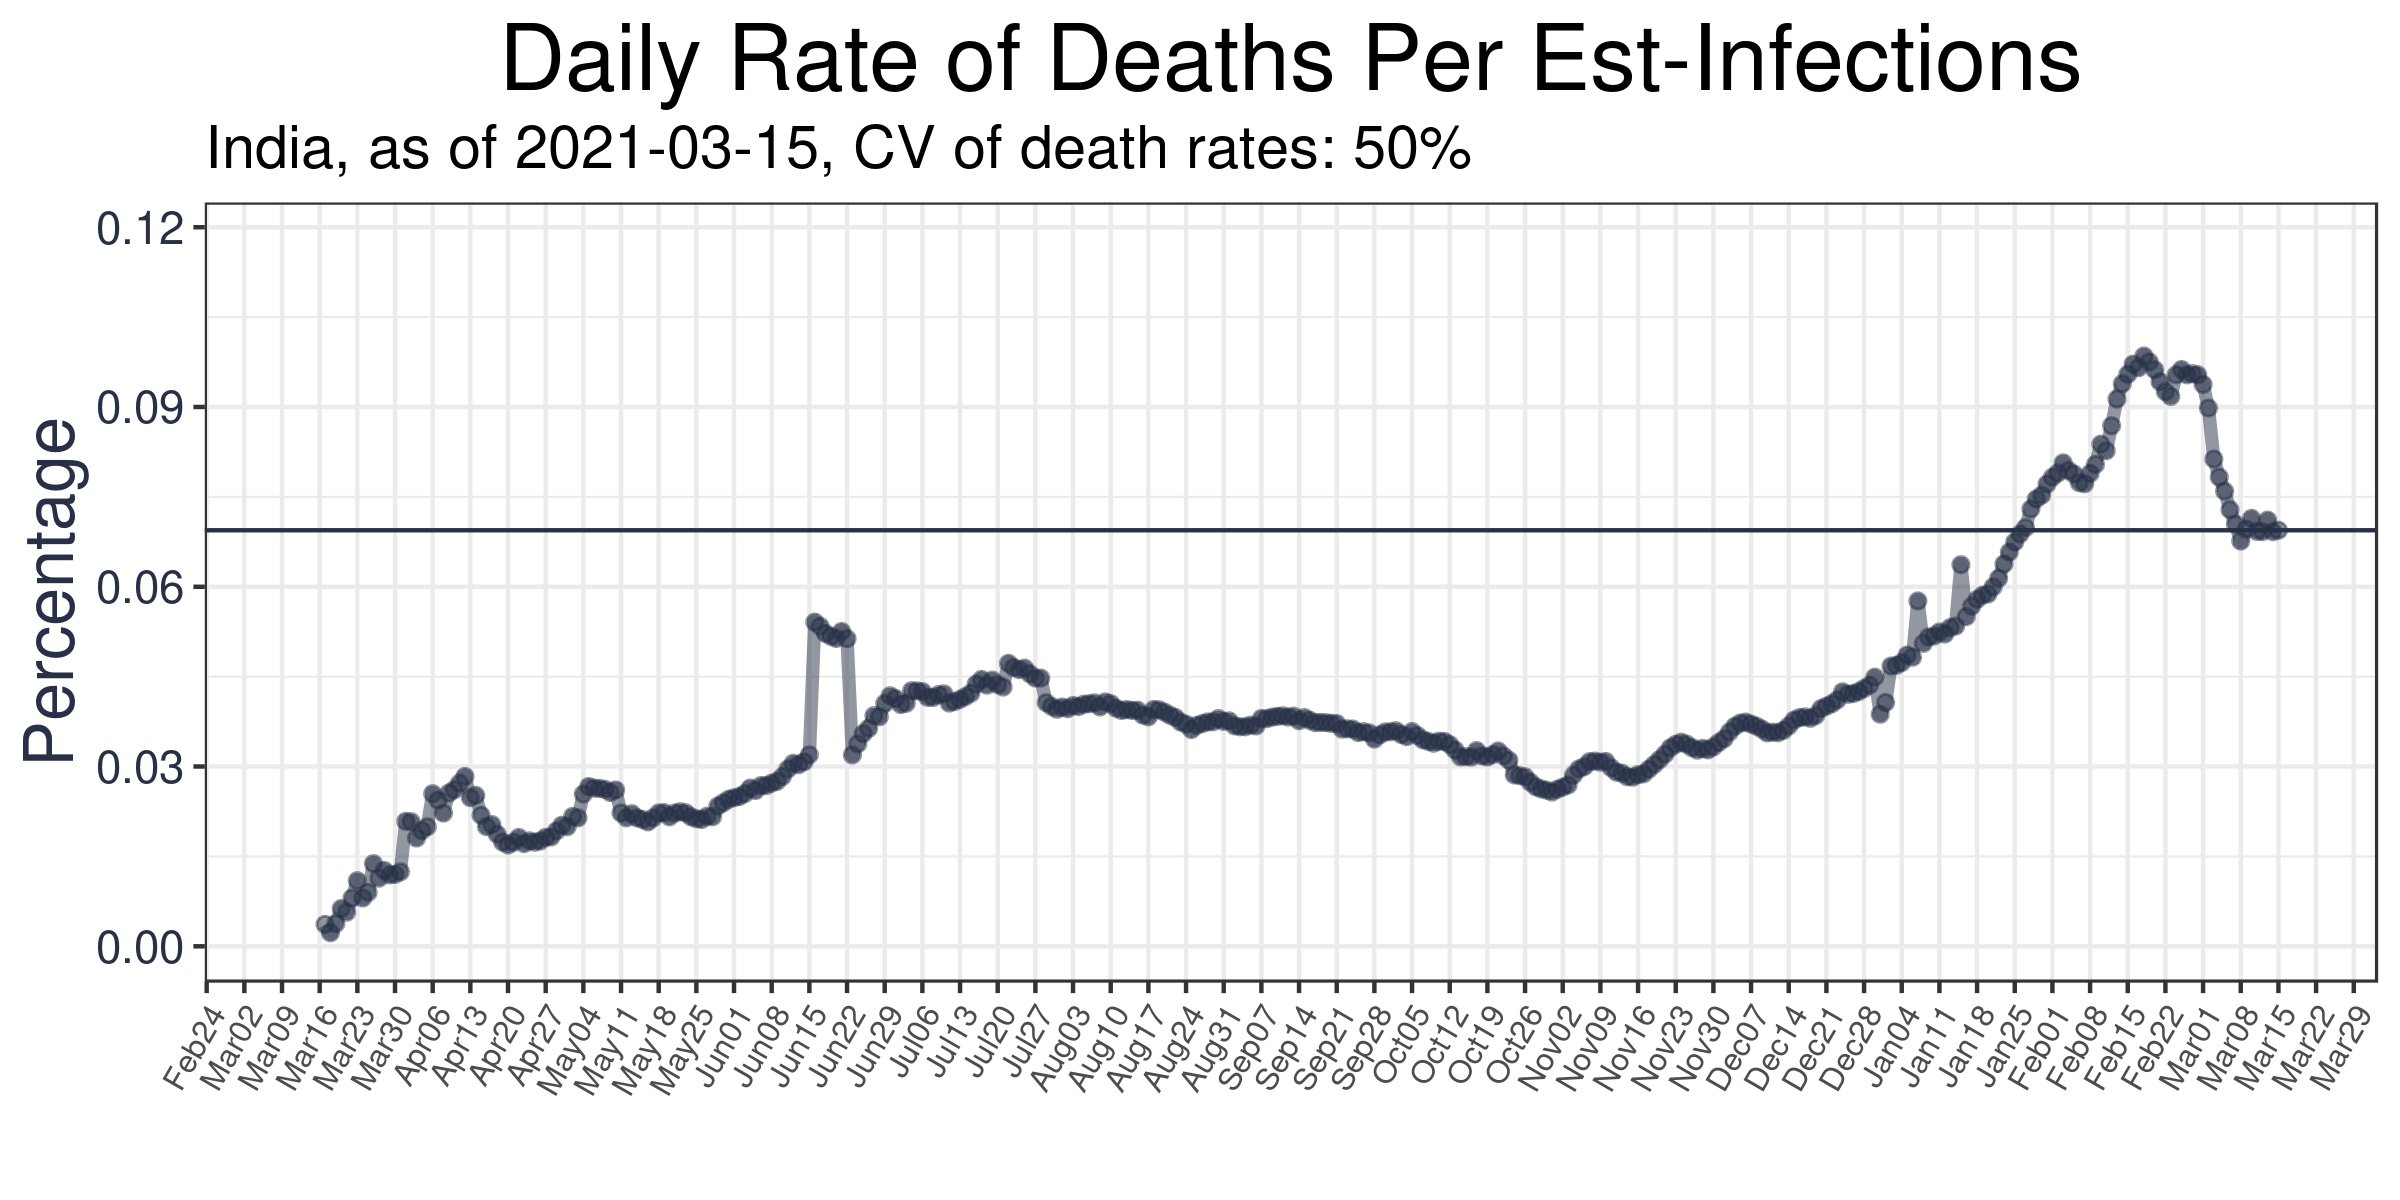 Daily Rate of Deaths Per Est-Infections
India, as of 2021-03-15, CV of death rates: 50%
Percentage
0.12
0.09
0.06
0.03
0.00
Feb24 Mar02 Mar09 Mar16 Mar23 Mar30 Apr06 Apr13 Apr20 Apr27 May04 May11 May18 May25 Jun01 Jun08 Jun15 Jun22 Jun29 Jul06 Jul13 Jul20 Jul27 Aug03 Aug10 Aug17 Aug24 Aug31 Sep07 Sep14 Sep21 Sep28 Oct05 Oct12 Oct19 Oct26 Nov02 Nov09 Nov16 Nov23 Nov30 Dec07 Dec14 Dec21 Dec28 Jan04 Jan11 Jan18 Jan25 Feb01 Feb08 Feb15 Feb22 Mar01 Mar08 Mar15 Mar22 Mar29